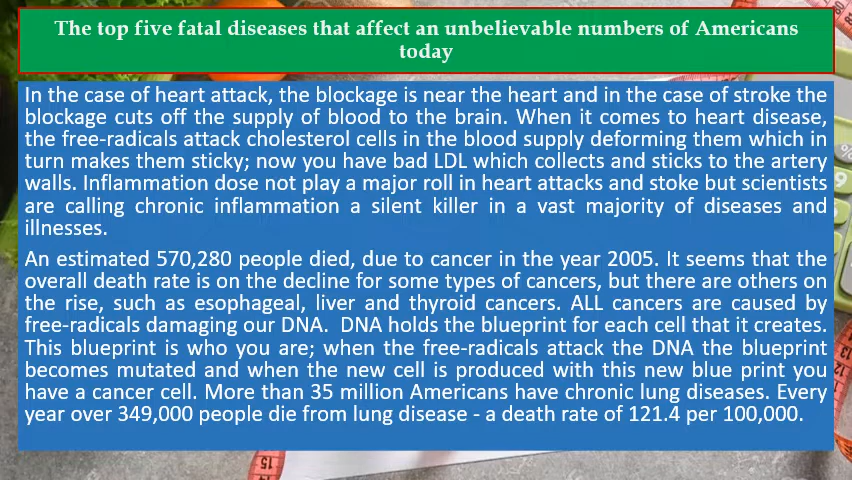 The top five fatal diseases that affect an unbelievable numbers of Americans
today
In the case of heart attack, the blockage is near the heart and in the case of stroke the
blockage cuts off the supply of blood to the brain. When it comes to heart disease,
the free-radicals attack cholesterol cells in the blood supply deforming them which in
turn makes them sticky; now you have bad LDL which collects and sticks to the artery
walls. Inflammation dose not play a major roll in heart attacks and stoke but scientists
are calling chronic inflammation a silent killer in a vast majority of diseases and
illnesses.
An estimated 570,280 people died, due to cancer in the year 2005. It seems that the
overall death rate is on the decline for some types of cancers, but there are others on
the rise, such as esophageal, liver and thyroid cancers. ALL cancers are caused by
free-radicals damaging our DNA. DNA holds the blueprint for each cell that it creates.
This blueprint is who you are; when the free-radicals attack the DNA the blueprint
becomes mutated and when the new cell is produced with this new blue print you
have a cancer cell. More than 35 million Americans have chronic lung diseases. Every
year over 349,000 people die from lung disease - a death rate of 121.4 per 100,000.
15